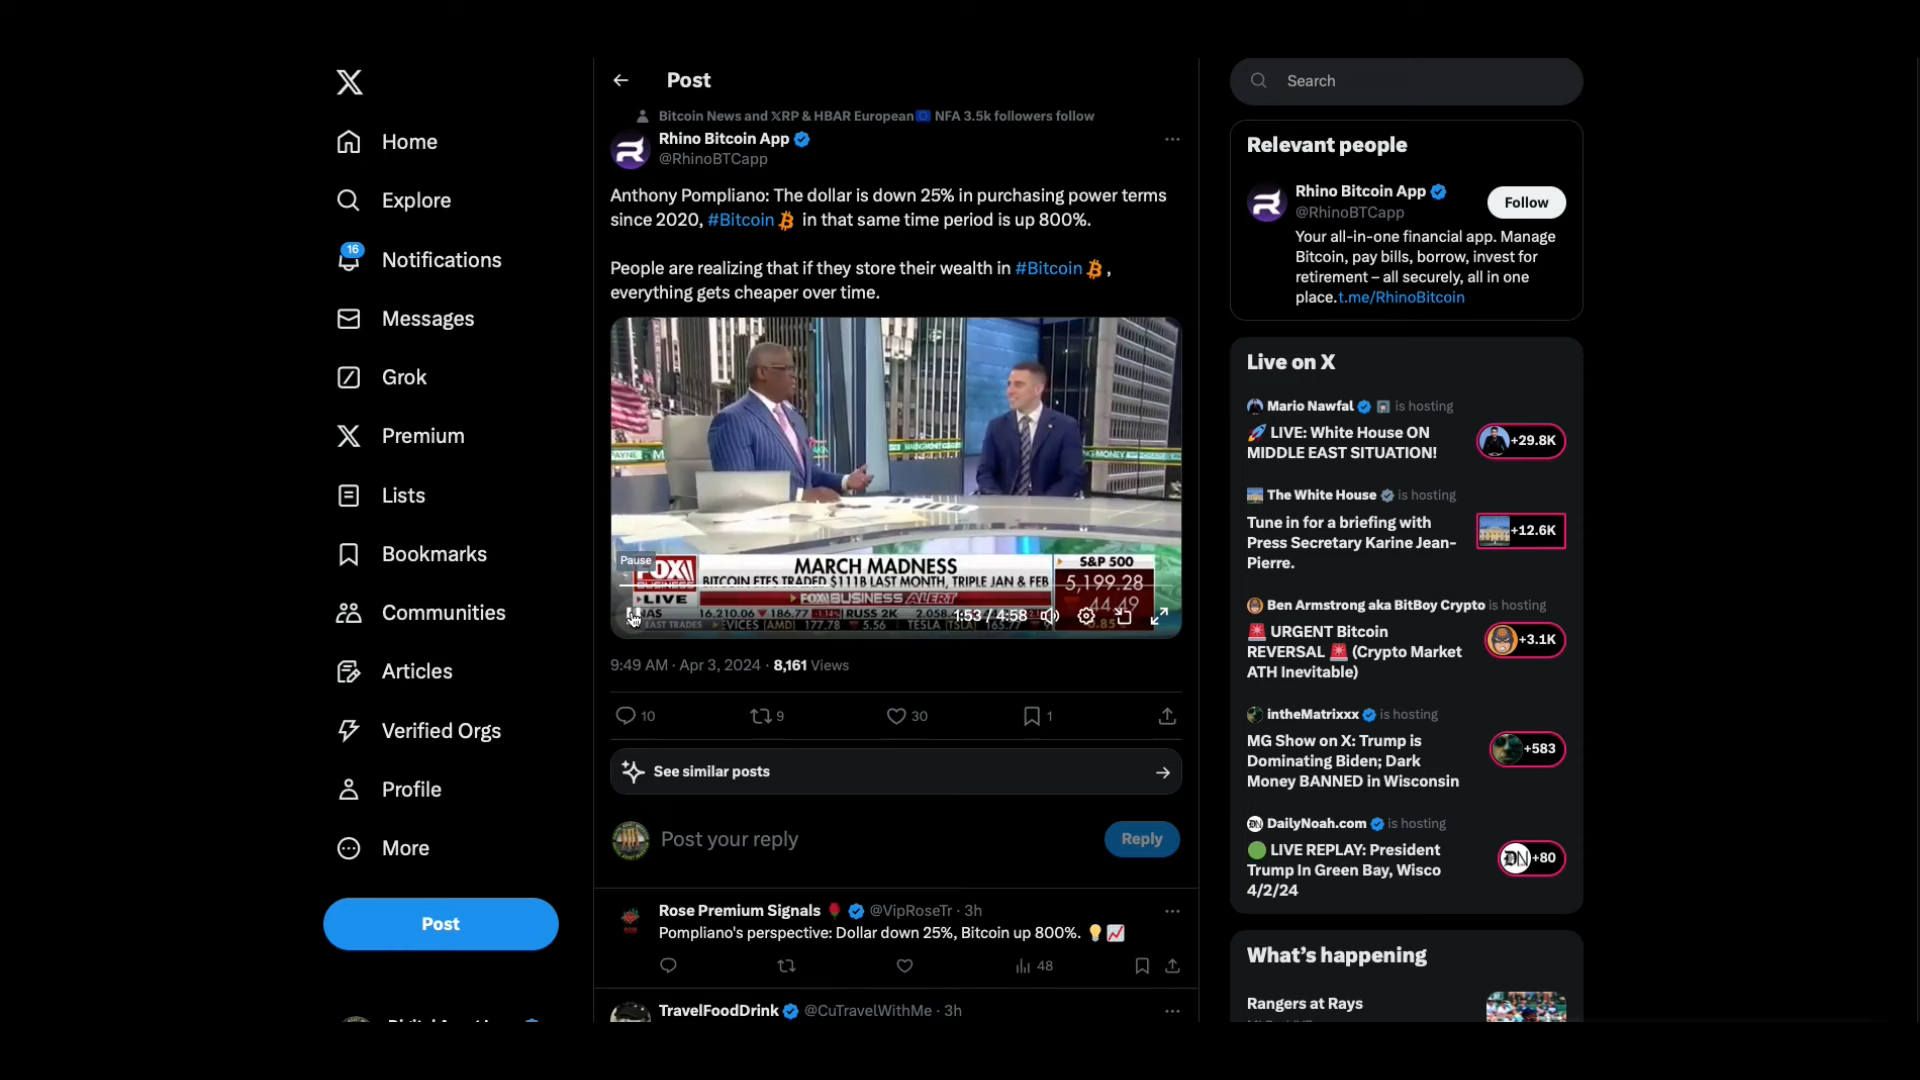 Home
Explore
16
Notifications
Messages
Grok
Premium
Lists
Bookmarks
Communities
Articles
Verified Orgs
Profile
More
Post
Post
Bitcoin News and XRP & HBAR European🇪🇺 NFA 3.5k followers follow
Rhino Bitcoin App
@RhinoBTCapp
Anthony Pompliano: The dollar is down 25% in purchasing power terms
since 2020, #Bitcoin in that same time period is up 800%.
People are realizing that if they store their wealth in #Bitcoin ,
everything gets cheaper over time.
Pause
FOX
LIVE
MARCH MADNESS
BITCOIN ETFS TRADED $111B LAST MONTH, TRIPLE JAN & FEB
FOX BUSINESS ALERT
S&P 500
5,199.28
44.49
16,210.06 ▼ 186.77
RUSS 2K
2,058.
EAST TRADES
EVICES (AMD) 177.78 ▼ 5.56
TESLA (TSLA) 165.77
1:53 / 4:58
9:49 AM · Apr 3, 2024 · 8,161 Views
10
9
30
1
See similar posts
Post your reply
Reply
Rose Premium Signals 🌹 @VipRoseTr · 3h
Pompliano's perspective: Dollar down 25%, Bitcoin up 800%. 💡📈
48
TravelFoodDrink @CuTravelWithMe · 3h
Search
Relevant people
Rhino Bitcoin App
@RhinoBTCapp
Follow
Your all-in-one financial app. Manage
Bitcoin, pay bills, borrow, invest for
retirement – all securely, all in one
place.t.me/RhinoBitcoin
Live on X
Mario Nawfal is hosting
🚀 LIVE: White House ON
MIDDLE EAST SITUATION!
+29.8K
The White House is hosting
Tune in for a briefing with
Press Secretary Karine Jean-
Pierre.
+12.6K
Ben Armstrong aka BitBoy Crypto is hosting
🚨 URGENT Bitcoin
REVERSAL 🚨 (Crypto Market
ATH Inevitable)
+3.1K
intheMatrixxx is hosting
MG Show on X: Trump is
Dominating Biden; Dark
Money BANNED in Wisconsin
+583
DailyNoah.com is hosting
🟢 LIVE REPLAY: President
Trump In Green Bay, Wisco
4/2/24
+80
What's happening
Rangers at Rays